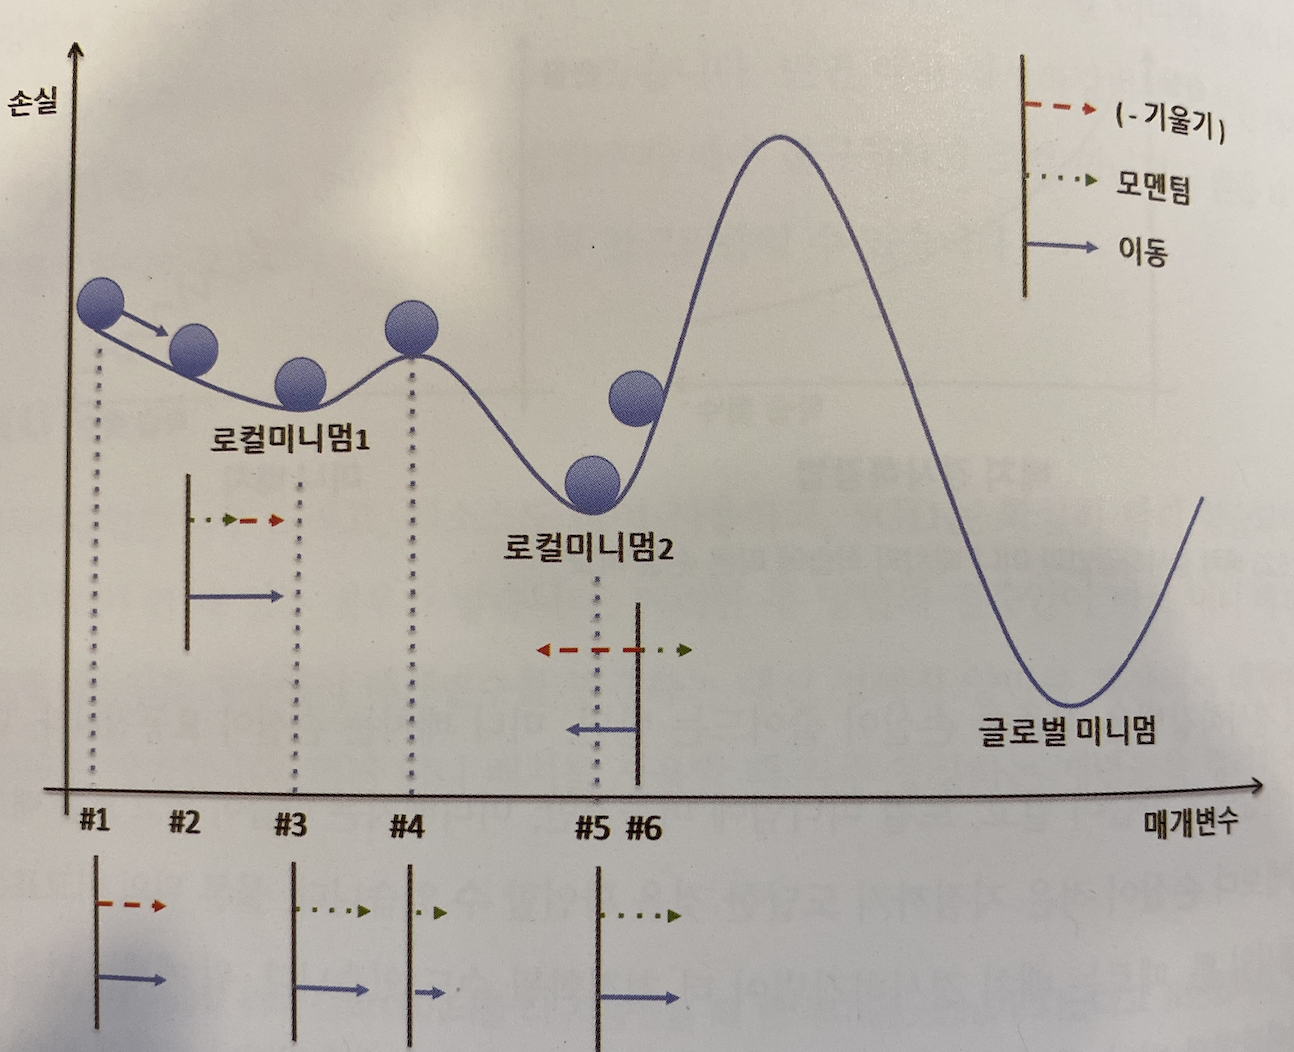 손실
( - 기울기 )
모멘텀
이동
로컬미니멈1
로컬미니멈2
글로벌 미니멈
#1 #2 #3 #4 #5 #6
매개변수